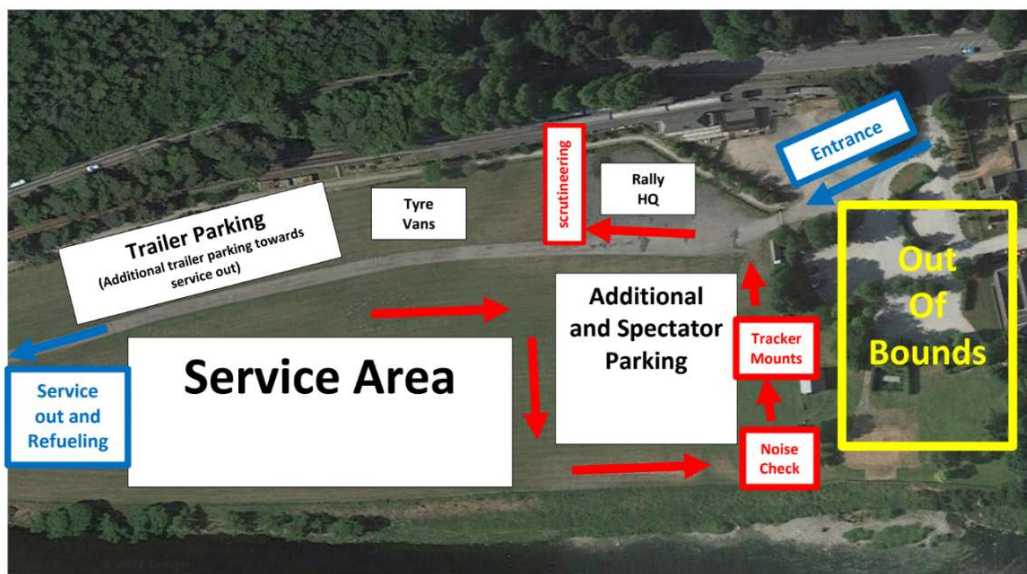 Entrance
scrutineering
Rally
HQ
Tyre
Vans
Trailer Parking
(Additional trailer parking towards
service out)
Out
Of
Bounds
Additional
and Spectator
Parking
Tracker
Mounts
Service Area
Service
out and
Refueling
Noise
Check